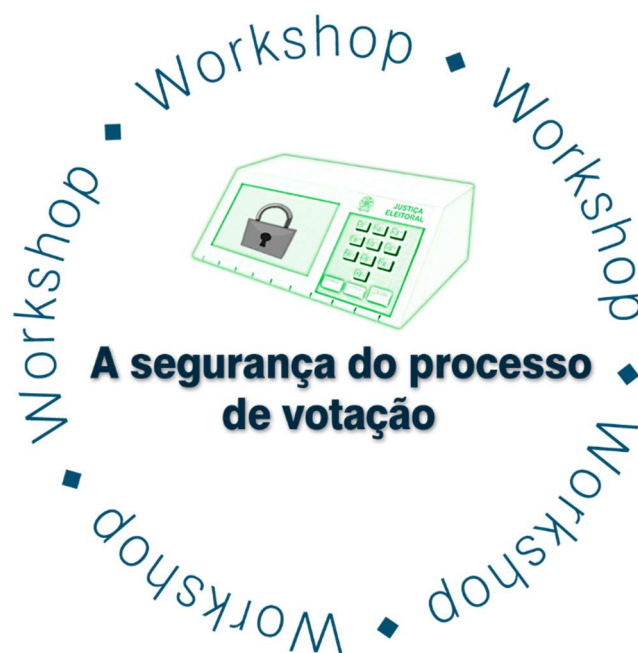 Workshop ◆ Workshop ◆ Workshop ◆ Workshop ◆ Workshop ◆
JUSTIÇA
ELEITORAL
A segurança do processo
de votação